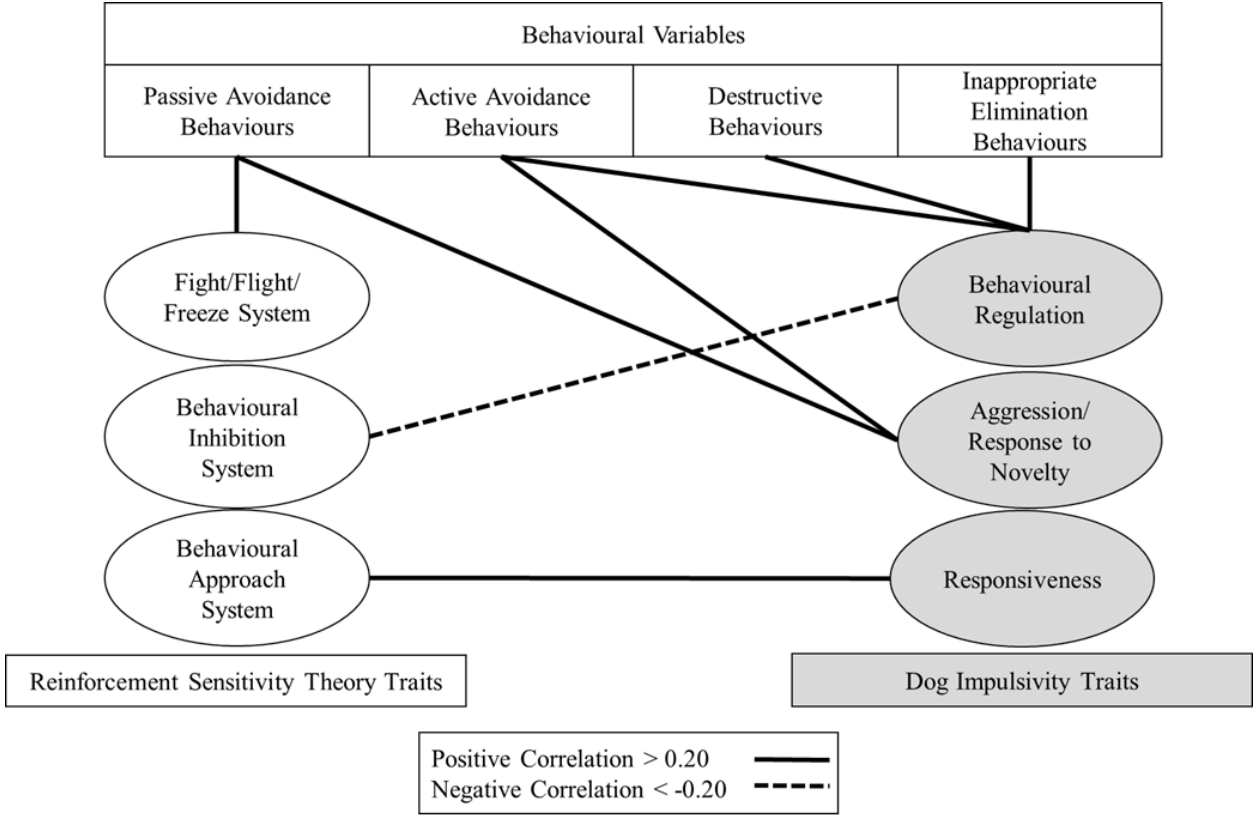 Behavioural Variables
Passive Avoidance
Behaviours
Active Avoidance
Behaviours
Destructive
Behaviours
Inappropriate
Elimination
Behaviours
Fight/Flight/
Freeze System
Behavioural
Regulation
Behavioural
Inhibition
System
Aggression/
Response to
Novelty
Behavioural
Approach
System
Responsiveness
Reinforcement Sensitivity Theory Traits
Dog Impulsivity Traits
Positive Correlation > 0.20
Negative Correlation < -0.20